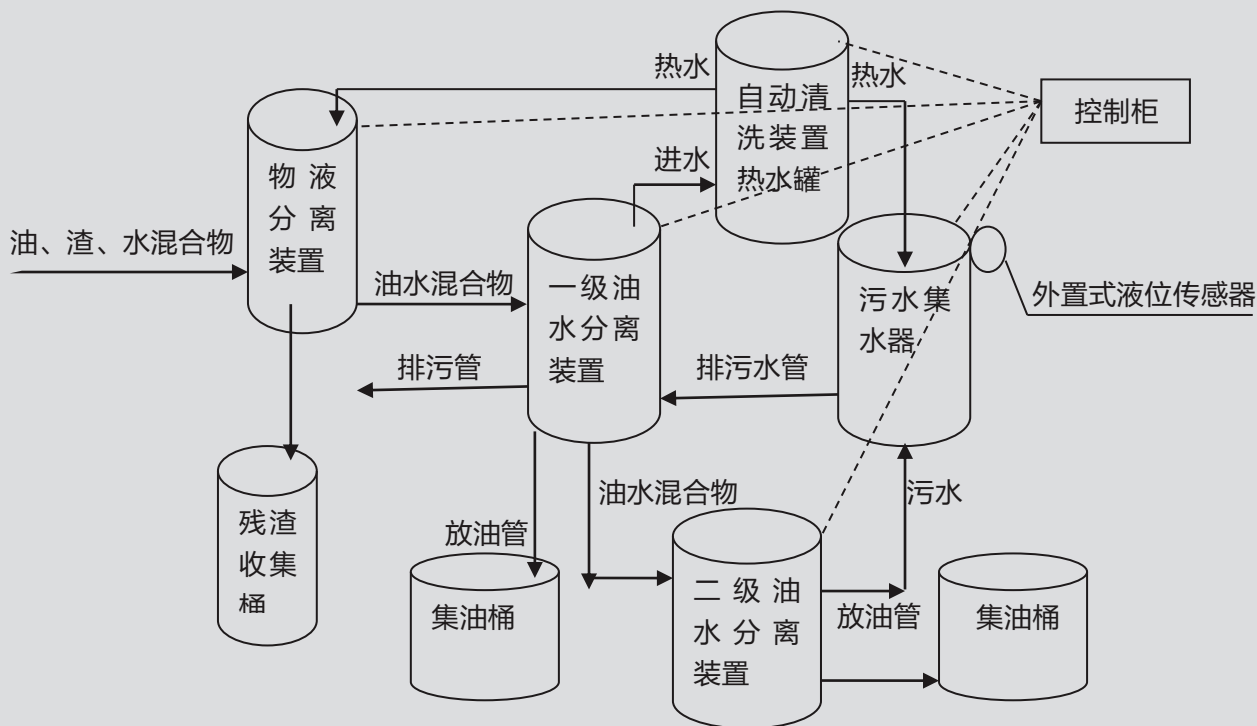 热水
热水
自动清
洗装置
热水罐
控制柜
进水
物液
分离
装置
油、渣、水混合物
油水混合物
一级油
水分离
装置
污水集
水器
外置式液位传感器
排污管
排污水管
残渣
收集
桶
放油管
油水混合物
污水
集油桶
二级油
水分离
装置
放油管
集油桶